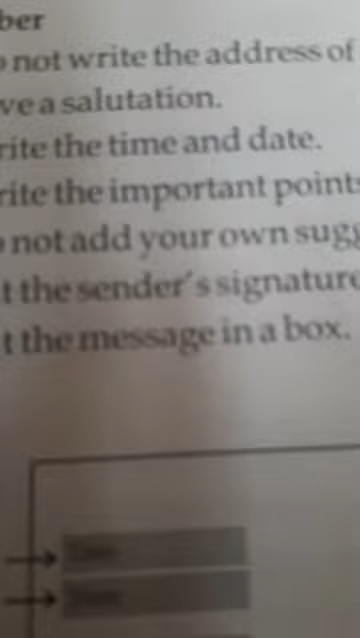 ber
not write the address of
ve a salutation.
rite the time and date.
rite the important points
not add your own sugg
t the sender's signature
t the message in a box.